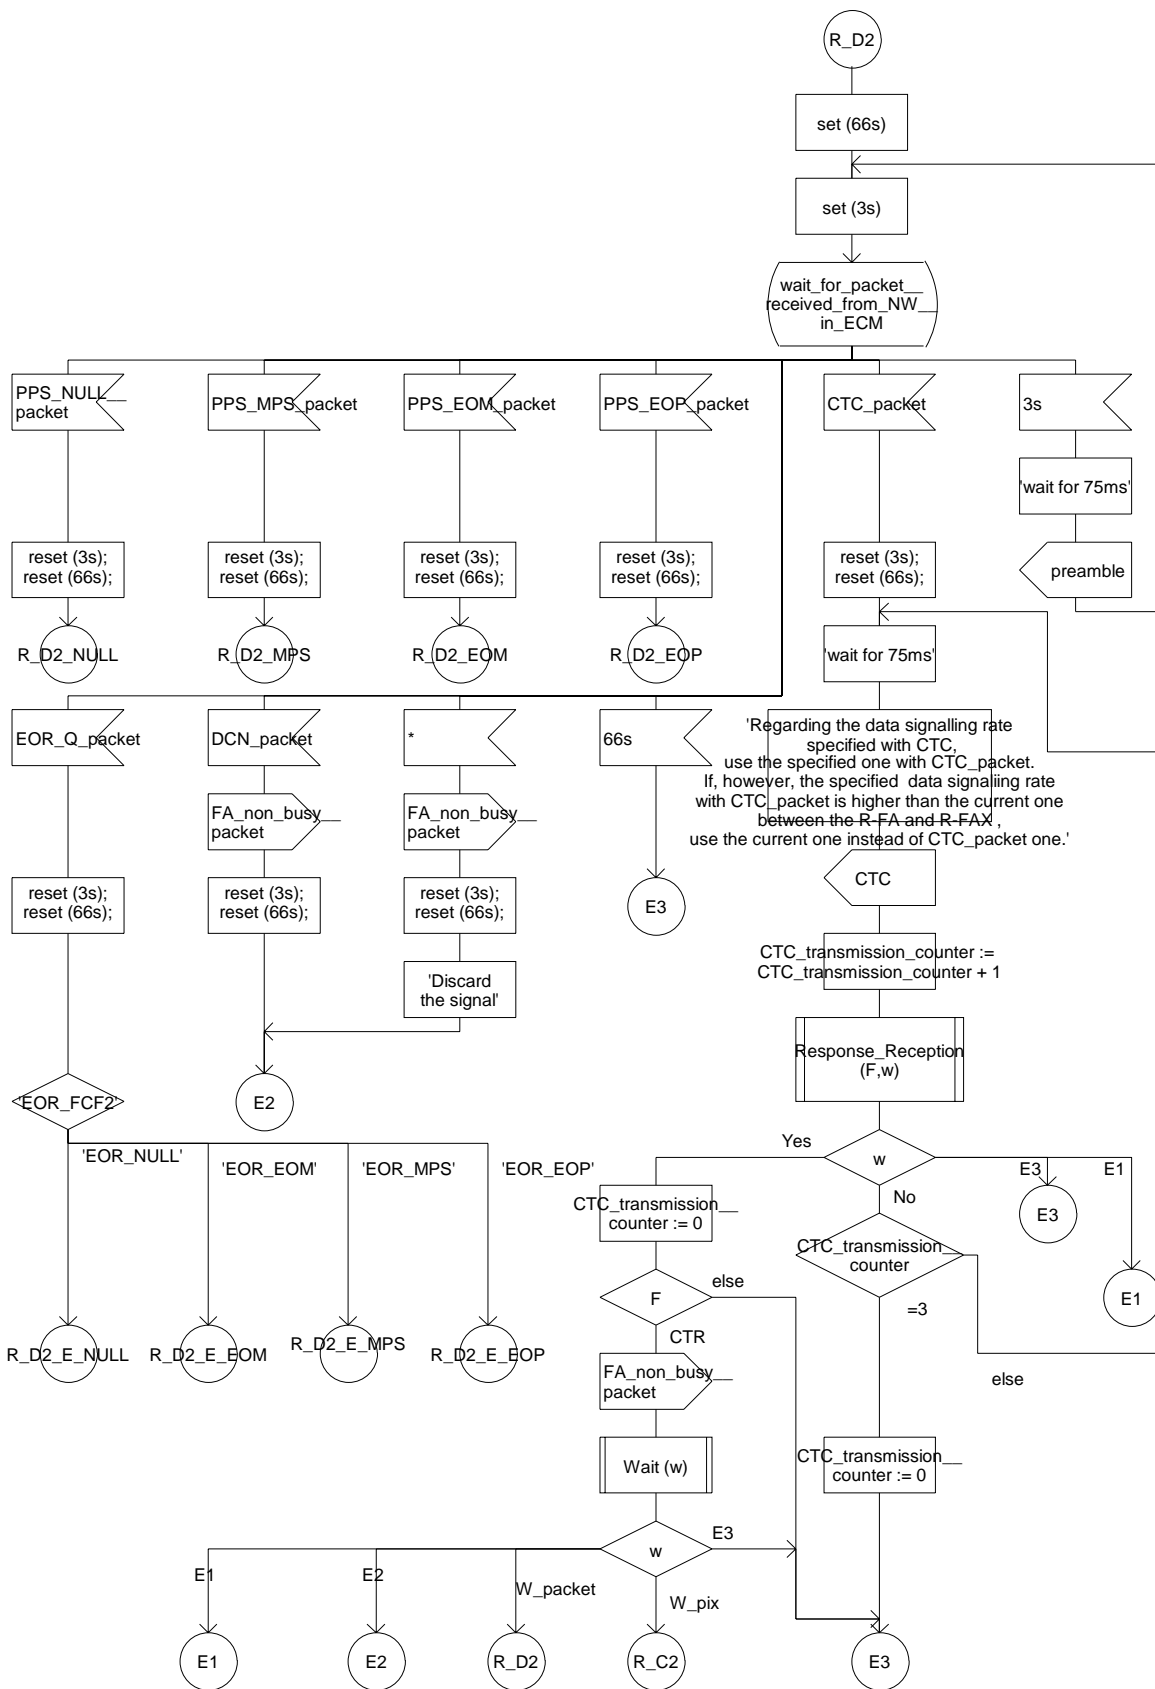 R_D2
set (66s)
set (3s)
wait_for_packet__
received_from_NW__
in_ECM
PPS_NULL__
packet
PPS_MPS_packet
PPS_EOM_packet
PPS_EOP_packet
CTC_packet
3s
'wait for 75ms'
reset (3s);
reset (66s);
reset (3s);
reset (66s);
reset (3s);
reset (66s);
reset (3s);
reset (66s);
reset (3s);
reset (66s);
preamble
R_D2_NULL
R_D2_MPS
R_D2_EOM
R_D2_EOP
'wait for 75ms'
EOR_Q_packet
DCN_packet
*
66s
'Regarding the data signalling rate
specified with CTC,
use the specified one with CTC_packet.
If, however, the specified  data signaliing rate
with CTC_packet is higher than the current one
between the R-FA and R-FAX ,
use the current one instead of CTC_packet one.'
FA_non_busy__
packet
FA_non_busy__
packet
reset (3s);
reset (66s);
reset (3s);
reset (66s);
reset (3s);
reset (66s);
E3
CTC
'Discard
the signal'
CTC_transmission_counter :=
CTC_transmission_counter + 1
Response_Reception
(F,w)
'EOR_FCF2'
E2
'EOR_NULL'
'EOR_EOM'
'EOR_MPS'
'EOR_EOP'
Yes
w
E3
E1
No
CTC_transmission__
counter := 0
E3
CTC_transmission__
counter
else
F
=3
E1
CTR
R_D2_E_NULL
R_D2_E_EOM
R_D2_E_MPS
R_D2_E_EOP
else
FA_non_busy__
packet
Wait (w)
CTC_transmission__
counter := 0
w
E3
E1
E2
W_packet
W_pix
E1
E2
R_D2
R_C2
E3